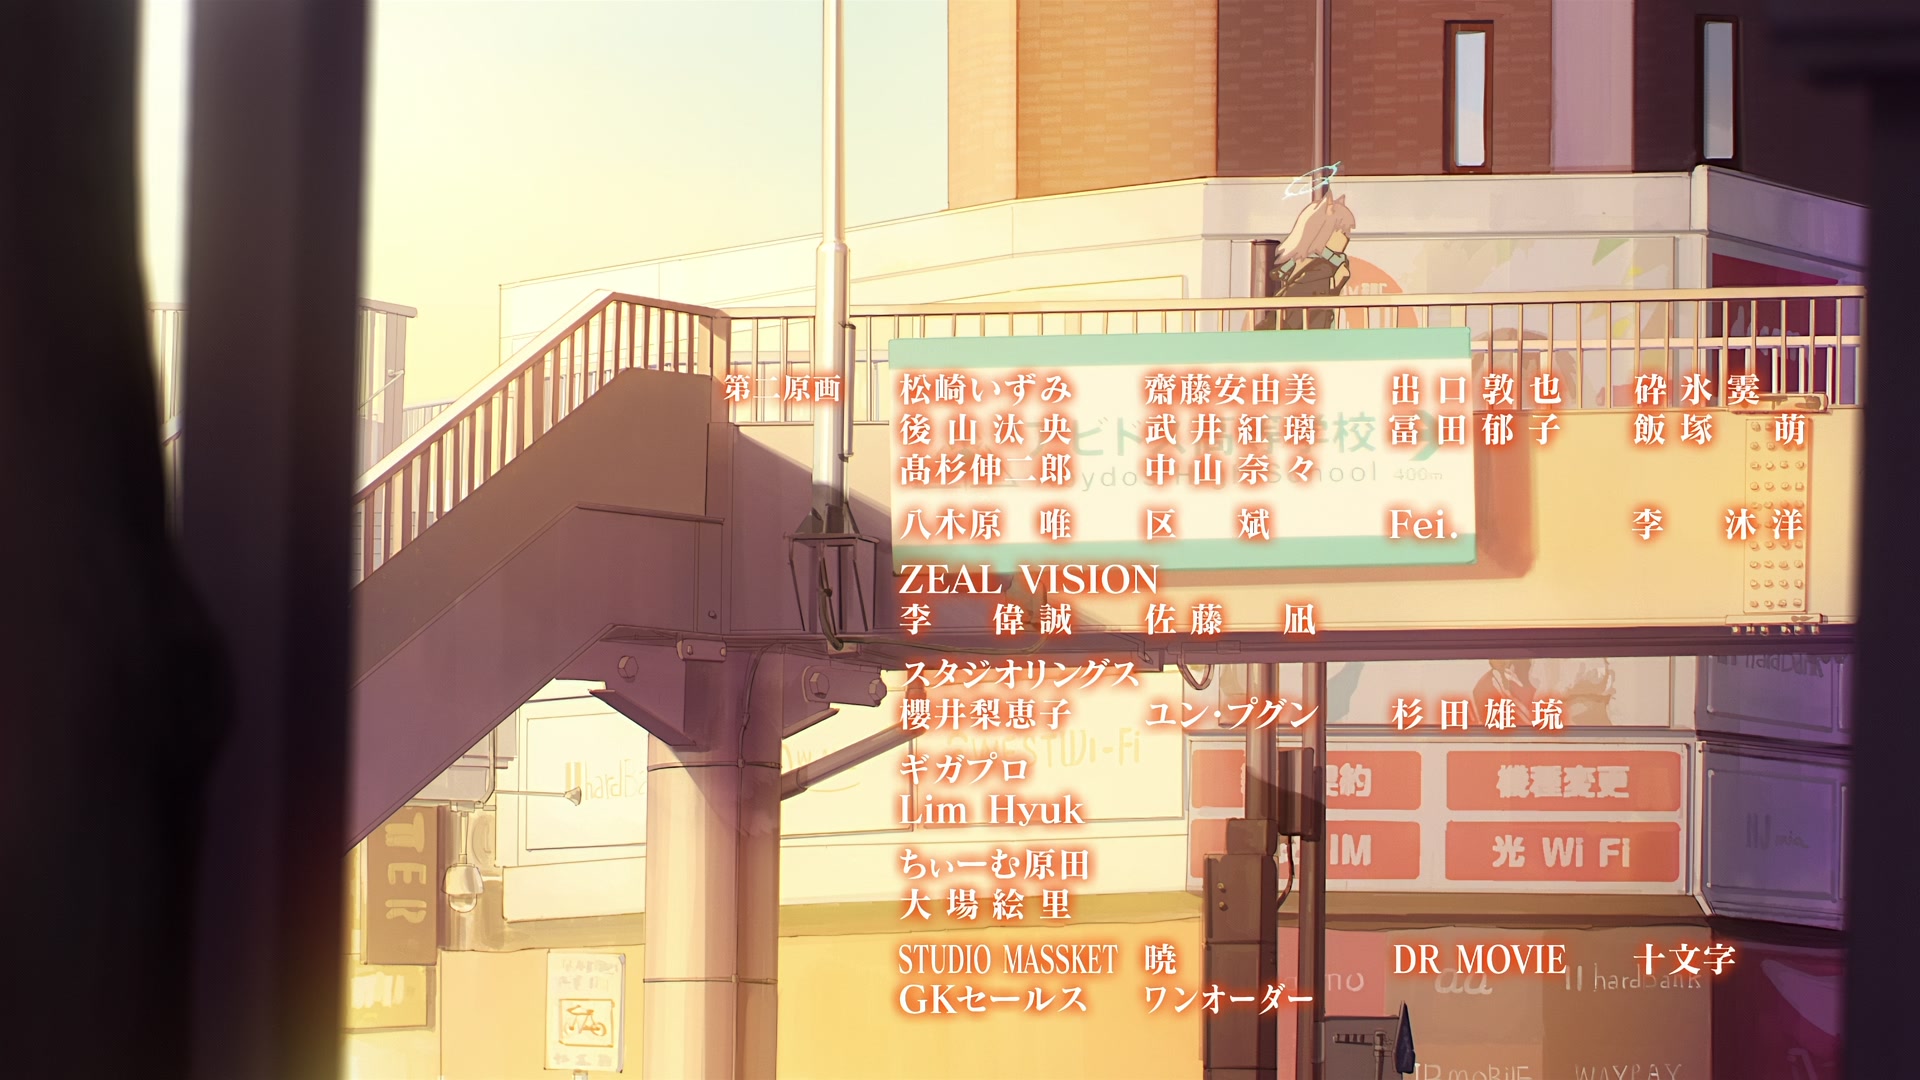 第二原画 松崎いずみ 齋藤安由美 出口敦也 砕氷霙
後山汰央 武井紅璃 冨田郁子 飯塚 萌
髙杉伸二郎 中山奈々
八木原 唯 区 斌 Fei. 李 沐洋
ZEAL VISION
李 偉誠 佐藤 凪
スタジオリングス
櫻井梨恵子 ユン・プグン 杉田雄琉
ギガプロ
Lim Hyuk
ちぃーむ原田
大場絵里
STUDIO MASSKET 暁 DR MOVIE 十文字
GKセールス ワンオーダー
400m
機種変更
IM
光 Wi Fi
TER
au
hardbank